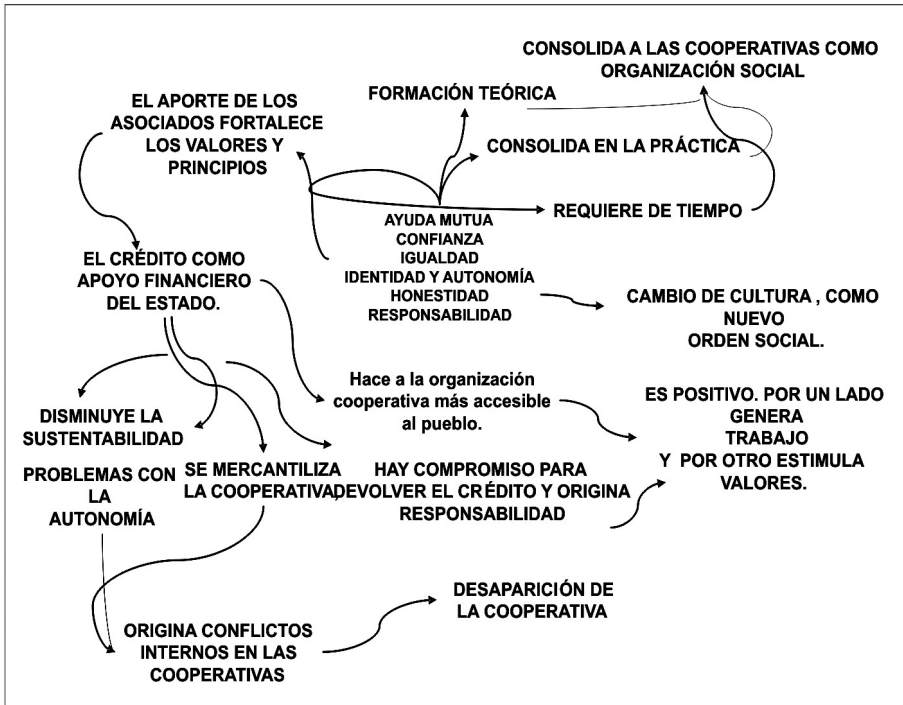 CONSOLIDA A LAS COOPERATIVAS COMO
ORGANIZACIÓN SOCIAL
FORMACIÓN TEÓRICA
EL APORTE DE LOS
ASOCIADOS FORTALECE
LOS VALORES Y
PRINCIPIOS
CONSOLIDA EN LA PRÁCTICA
REQUIERE DE TIEMPO
AYUDA MUTUA
CONFIANZA
IGUALDAD
IDENTIDAD Y AUTONOMÍA
HONESTIDAD
RESPONSABILIDAD
EL CRÉDITO COMO
APOYO FINANCIERO
DEL ESTADO.
CAMBIO DE CULTURA , COMO
NUEVO
ORDEN SOCIAL.
Hace a la organización
cooperativa más accesible
al pueblo.
ES POSITIVO. POR UN LADO
GENERA
TRABAJO
Y POR OTRO ESTIMULA
VALORES.
DISMINUYE LA
SUSTENTABILIDAD
PROBLEMAS CON
LA
AUTONOMÍA
SE MERCANTILIZA
LA COOPERATIVA,
HAY COMPROMISO PARA
DEVOLVER EL CRÉDITO Y ORIGINA
RESPONSABILIDAD
DESAPARICIÓN DE
LA COOPERATIVA
ORIGINA CONFLICTOS
INTERNOS EN LAS
COOPERATIVAS